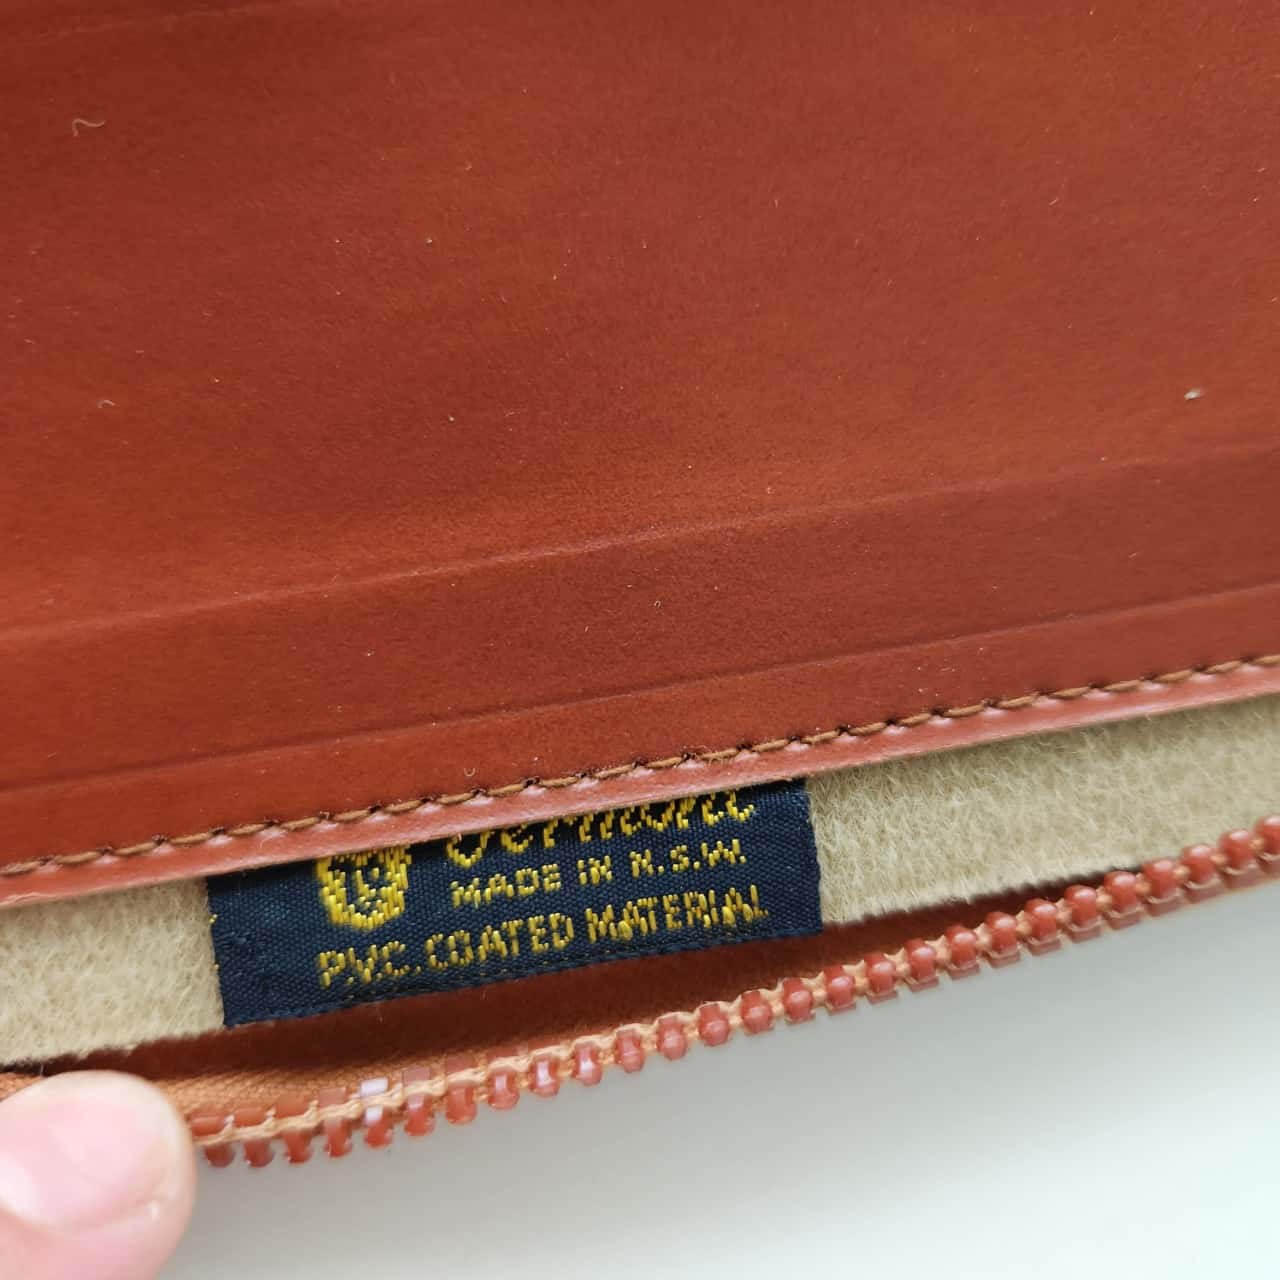 MADE IN N.S.W.
P.V.C. COATED MATERIAL